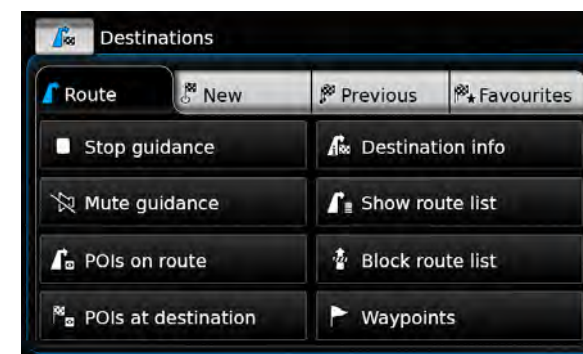 Destinations
Route New Previous Favourites
Stop guidance Destination info
Mute guidance Show route list
POIs on route Block route list
POIs at destination Waypoints